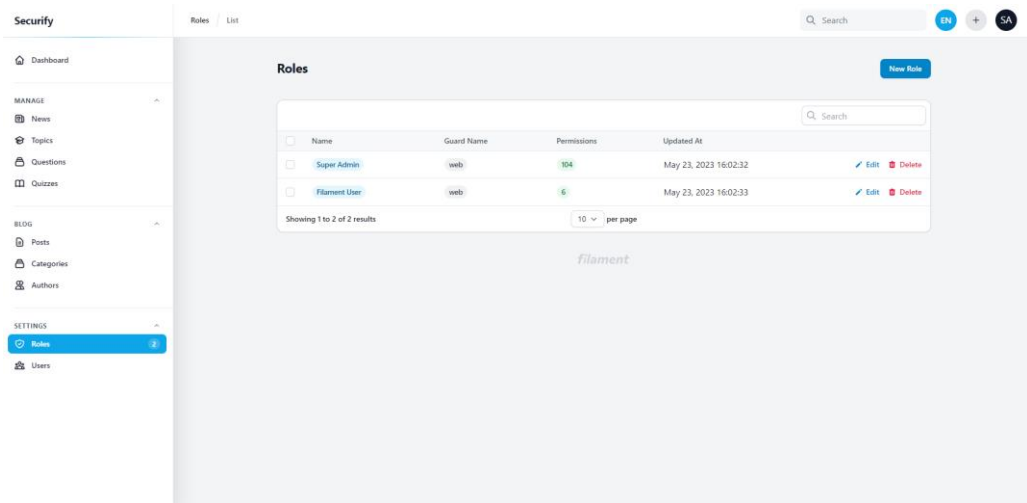 Securify
Roles List Search EN + SA
Dashboard
MANAGE
News
Topics
Questions
Quizzes
BLOG
Posts
Categories
Authors
SETTINGS
Roles 2
Users
Roles New Role
Search
Name Guard Name Permissions Updated At
Super Admin web 104 May 23, 2023 16:02:32 Edit Delete
Filament User web 6 May 23, 2023 16:02:33 Edit Delete
Showing 1 to 2 of 2 results 10 per page
filament